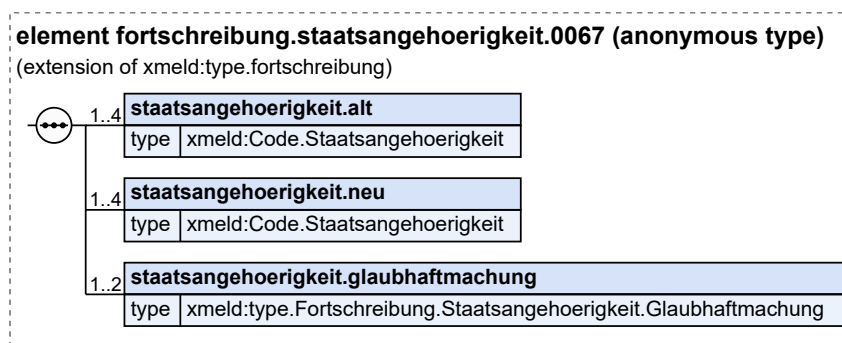 element fortschreibung.staatsangehoerigkeit.0067 (anonymous type)
(extension of xmeld:type.fortschreibung)
1..4 staatsangehoerigkeit.alt
type xmeld:Code.Staatsangehoerigkeit
1..4 staatsangehoerigkeit.neu
type xmeld:Code.Staatsangehoerigkeit
1..2 staatsangehoerigkeit.glaubhaftmachung
type xmeld:type.Fortschreibung.Staatsangehoerigkeit.Glaubhaftmachung